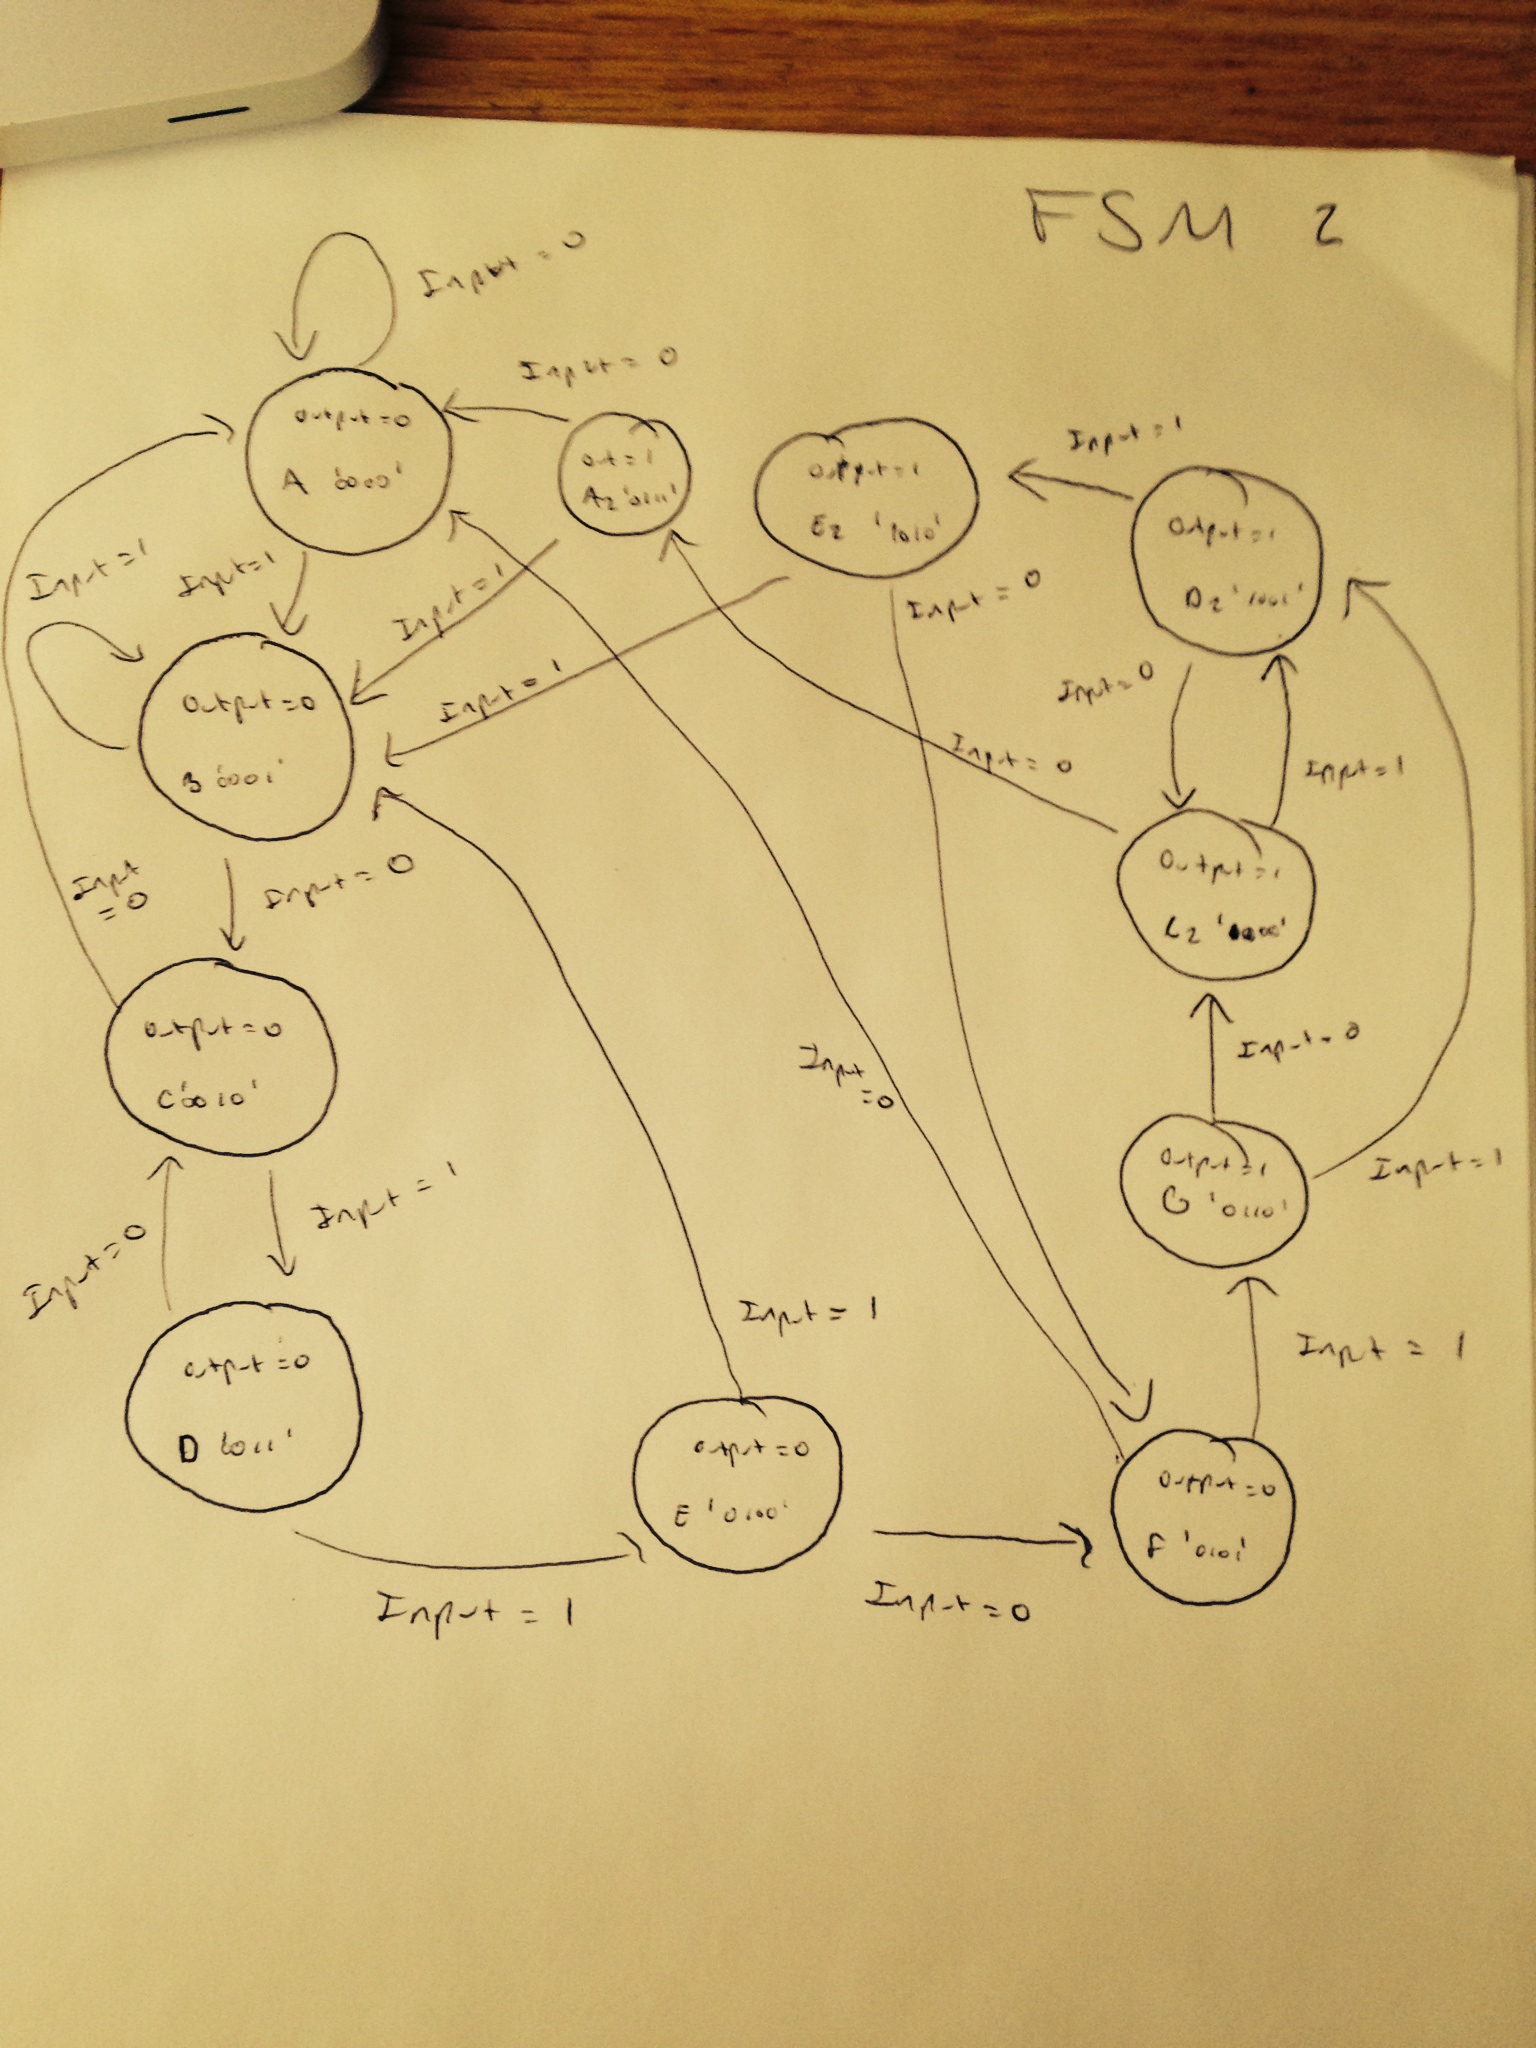 FSM 2
Input = 0
Input = 0
Output = 0
A '0000'
Out = 1
A2 '0111'
Output = 1
E2 '1010'
Input = 1
Output = 1
D2 '1001'
Input = 1
Input = 1
Input = 1
Input = 0
Input = 1
Input = 0
Input = 0
Input = 1
Output = 0
B '0001'
Input
= 0
Input = 0
Output = 1
C2 '1000'
Output = 0
C '0010'
Input
= 0
Input = 0
Input = 1
Output = 1
G '0110'
Input = 1
Input = 0
Output = 0
D '0011'
Input = 1
Input = 1
Output = 0
E '0100'
Output = 0
F '0101'
Input = 1
Input = 0